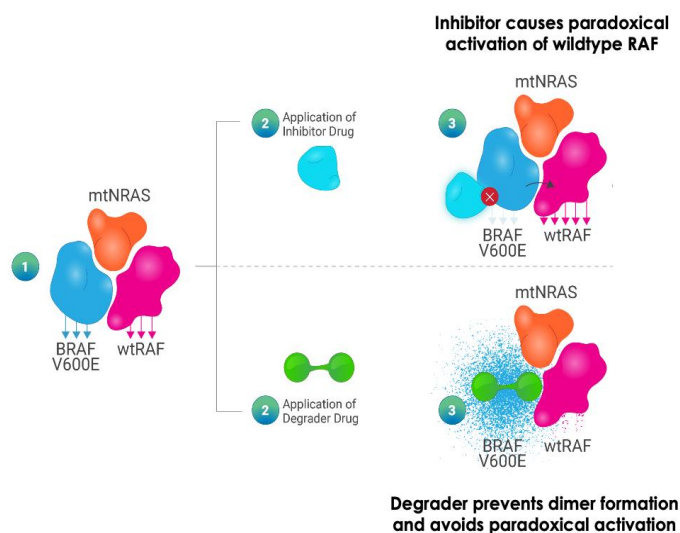 Inhibitor causes paradoxical
activation of wildtype RAF
mtNRAS
2
Application of
Inhibitor Drug
3
BRAF
V600E
wtRAF
mtNRAS
1
BRAF
V600E
wtRAF
mtNRAS
2
Application of
Degrader Drug
3
BRAF
V600E
wtRAF
Degrader prevents dimer formation
and avoids paradoxical activation